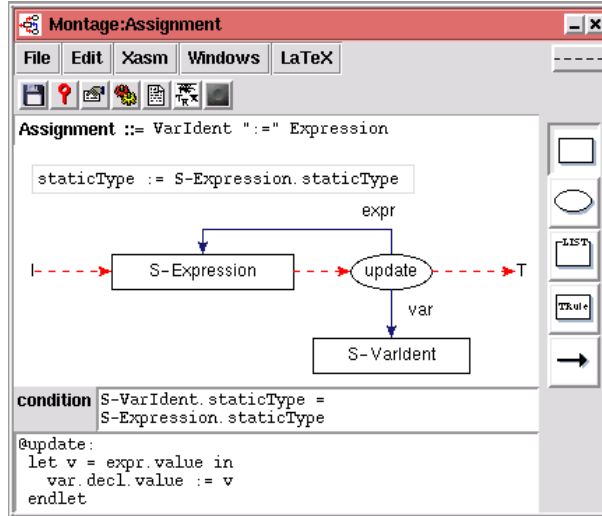 Montage:Assignment
File Edit Xasm Windows LaTeX
Assignment ::= VarIdent ":=" Expression
staticType := S-Expression.staticType
expr
I S-Expression update T
var
S-VarIdent
LIST
TRule
condition S-VarIdent.staticType =
S-Expression.staticType
@update:
let v = expr.value in
var.decl.value := v
endlet